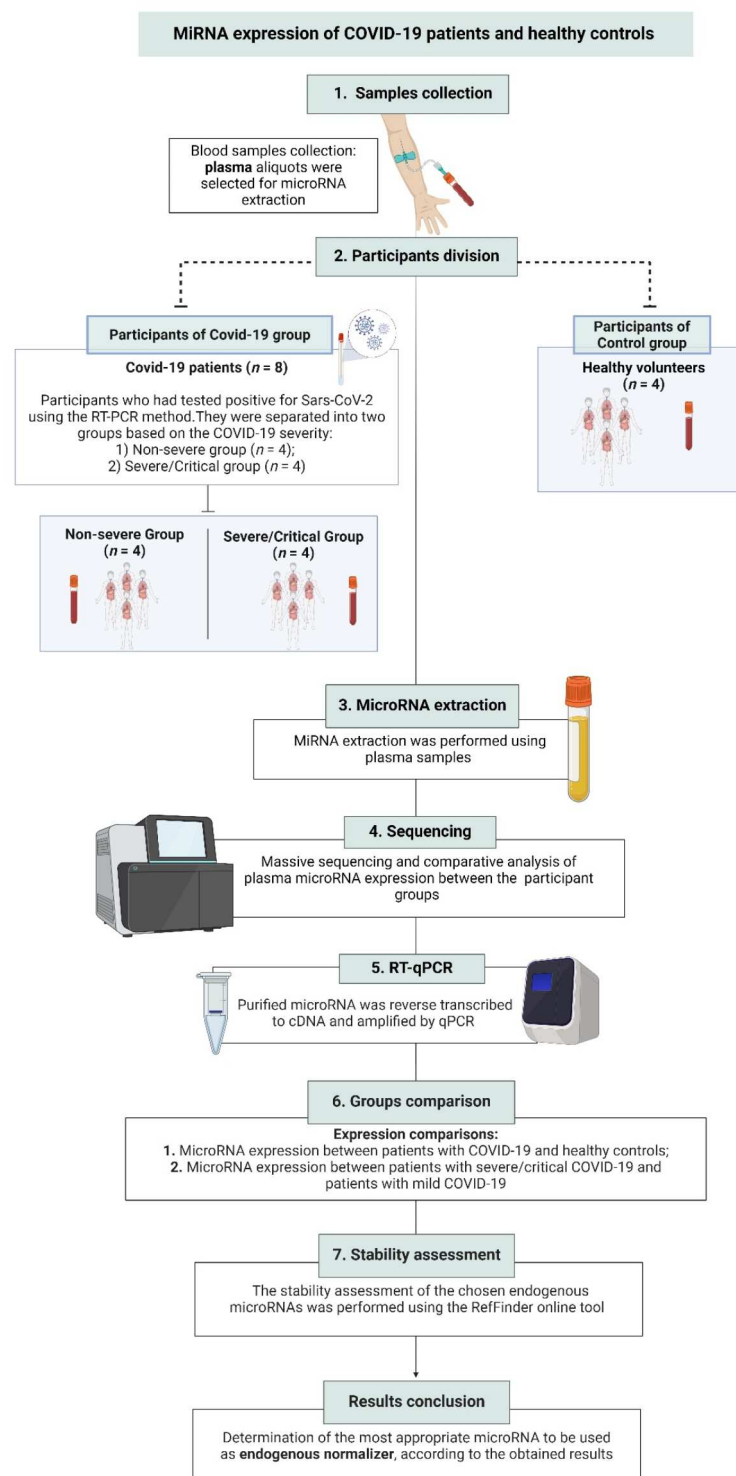 MiRNA expression of COVID-19 patients and healthy controls
1. Samples collection
Blood samples collection:
plasma aliquots were
selected for microRNA
extraction
2. Participants division
Participants of Covid-19 group
Covid-19 patients (n = 8)
Participants who had tested positive for Sars-CoV-2
using the RT-PCR method.They were separated into two
groups based on the COVID-19 severity:
1) Non-severe group (n = 4);
2) Severe/Critical group (n = 4)
Participants of
Control group
Healthy volunteers
(n = 4)
Non-severe Group
(n = 4)
Severe/Critical Group
(n = 4)
3. MicroRNA extraction
MiRNA extraction was performed using
plasma samples
4. Sequencing
Massive sequencing and comparative analysis of
plasma microRNA expression between the participant
groups
5. RT-qPCR
Purified microRNA was reverse transcribed
to cDNA and amplified by qPCR
6. Groups comparison
Expression comparisons:
1. MicroRNA expression between patients with COVID-19 and healthy controls;
2. MicroRNA expression between patients with severe/critical COVID-19 and
patients with mild COVID-19
7. Stability assessment
The stability assessment of the chosen endogenous
microRNAs was performed using the RefFinder online tool
Results conclusion
Determination of the most appropriate microRNA to be used
as endogenous normalizer, according to the obtained results